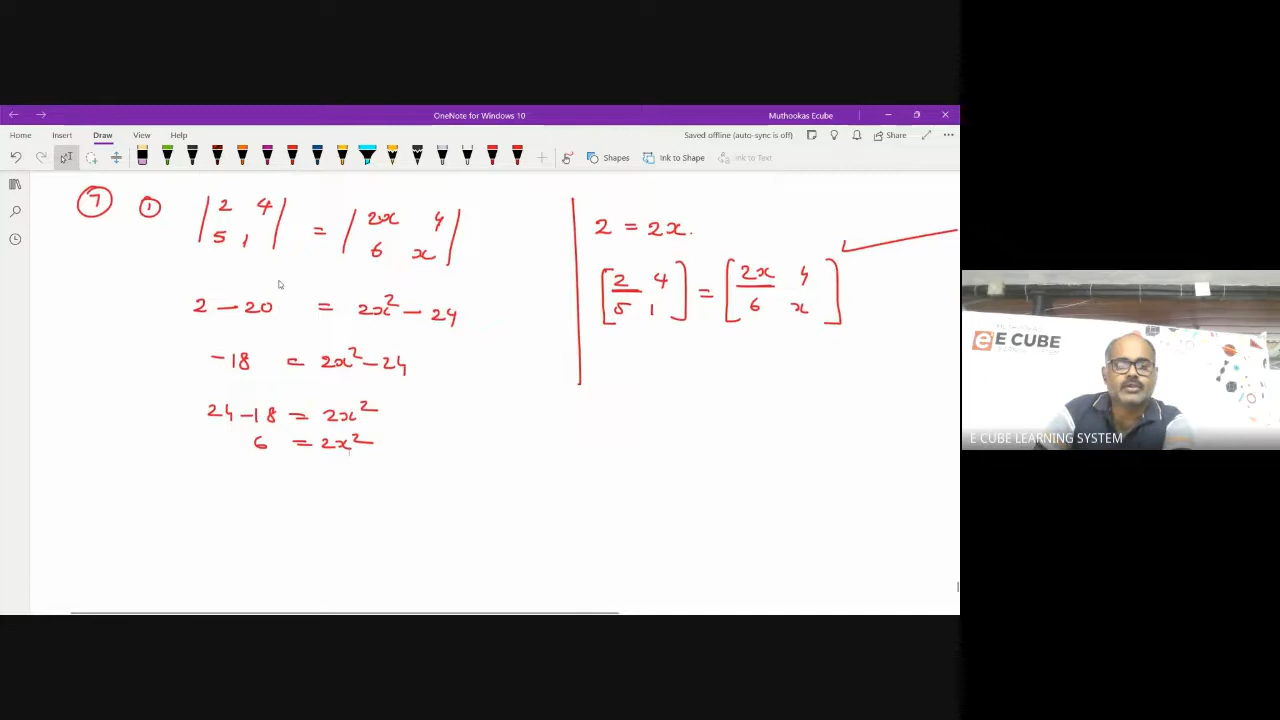 OneNote for Windows 10
Muthookas Ecube
Home Insert Draw View Help
Saved offline (auto-sync is off)
Share
Shapes
Ink to Shape
Ink to Text
7 1 | 2 4 | = | 2x 4 |
| 5 1 | | 6 x |
2 - 20 = 2x² - 24
-18 = 2x² - 24
24 - 18 = 2x²
6 = 2x²
2 = 2x.
[ 2 4 ] = [ 2x 4 ]
[ 5 1 ] [ 6 x ]
E CUBE
E CUBE LEARNING SYSTEM